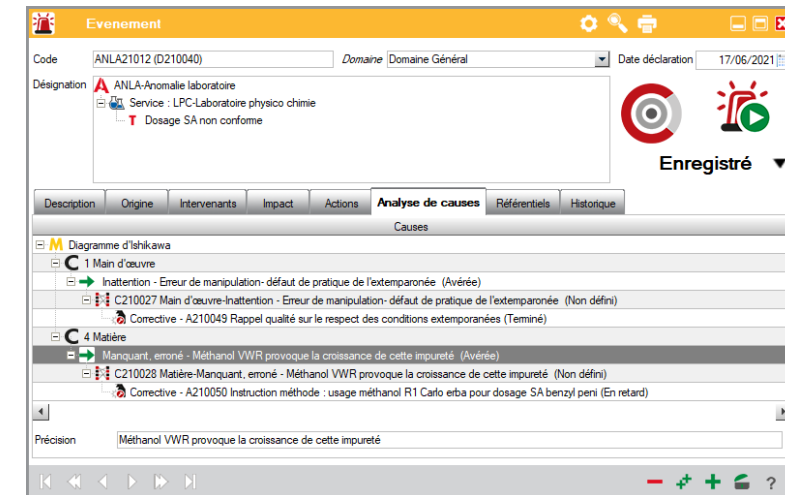 Evenement
Code ANLA21012 (D210040) Domaine Domaine Général Date déclaration 17/06/2021
Désignation A ANLA-Anomalie laboratoire
Service : LPC-Laboratoire physico chimie
T Dosage SA non conforme
Enregistré
Description Origine Intervenants Impact Actions Analyse de causes Référentiels Historique
Causes
M Diagramme d'Ishikawa
C 1 Main d'œuvre
Inattention - Erreur de manipulation- défaut de pratique de l'extemparonée (Avérée)
C210027 Main d'œuvre-Inattention - Erreur de manipulation- défaut de pratique de l'extemparonée (Non défini)
Corrective - A210049 Rappel qualité sur le respect des conditions extemporanées (Terminé)
C 4 Matière
Manquant, erroné - Méthanol VWR provoque la croissance de cette impureté (Avérée)
C210028 Matière-Manquant, erroné - Méthanol VWR provoque la croissance de cette impureté (Non défini)
Corrective - A210050 Instruction méthode : usage méthanol R1 Carlo erba pour dosage SA benzyl peni (En retard)
Précision Méthanol VWR provoque la croissance de cette impureté
?